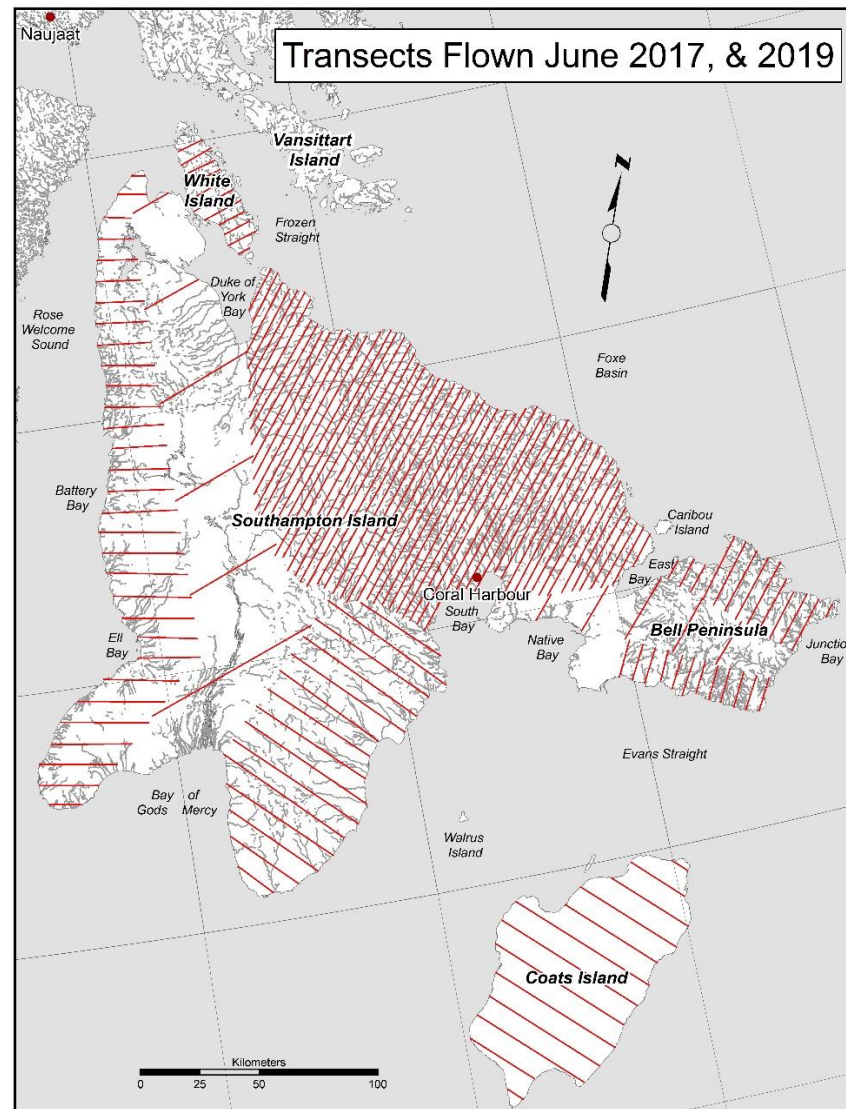 Naujaat
Transects Flown June 2017, & 2019
Vansittart
Island
White
Island
Frozen
Straight
N
Duke of
York
Bay
Rose
Welcome
Sound
Foxe
Basin
Battery
Bay
Southampton Island
Caribou
Island
Coral Harbour
South
Bay
East
Bay
Ell
Bay
Native
Bay
Bell Peninsula
Junction
Bay
Evans Straight
Bay of
Gods Mercy
Walrus
Island
Coats Island
Kilometers
0 25 50 100